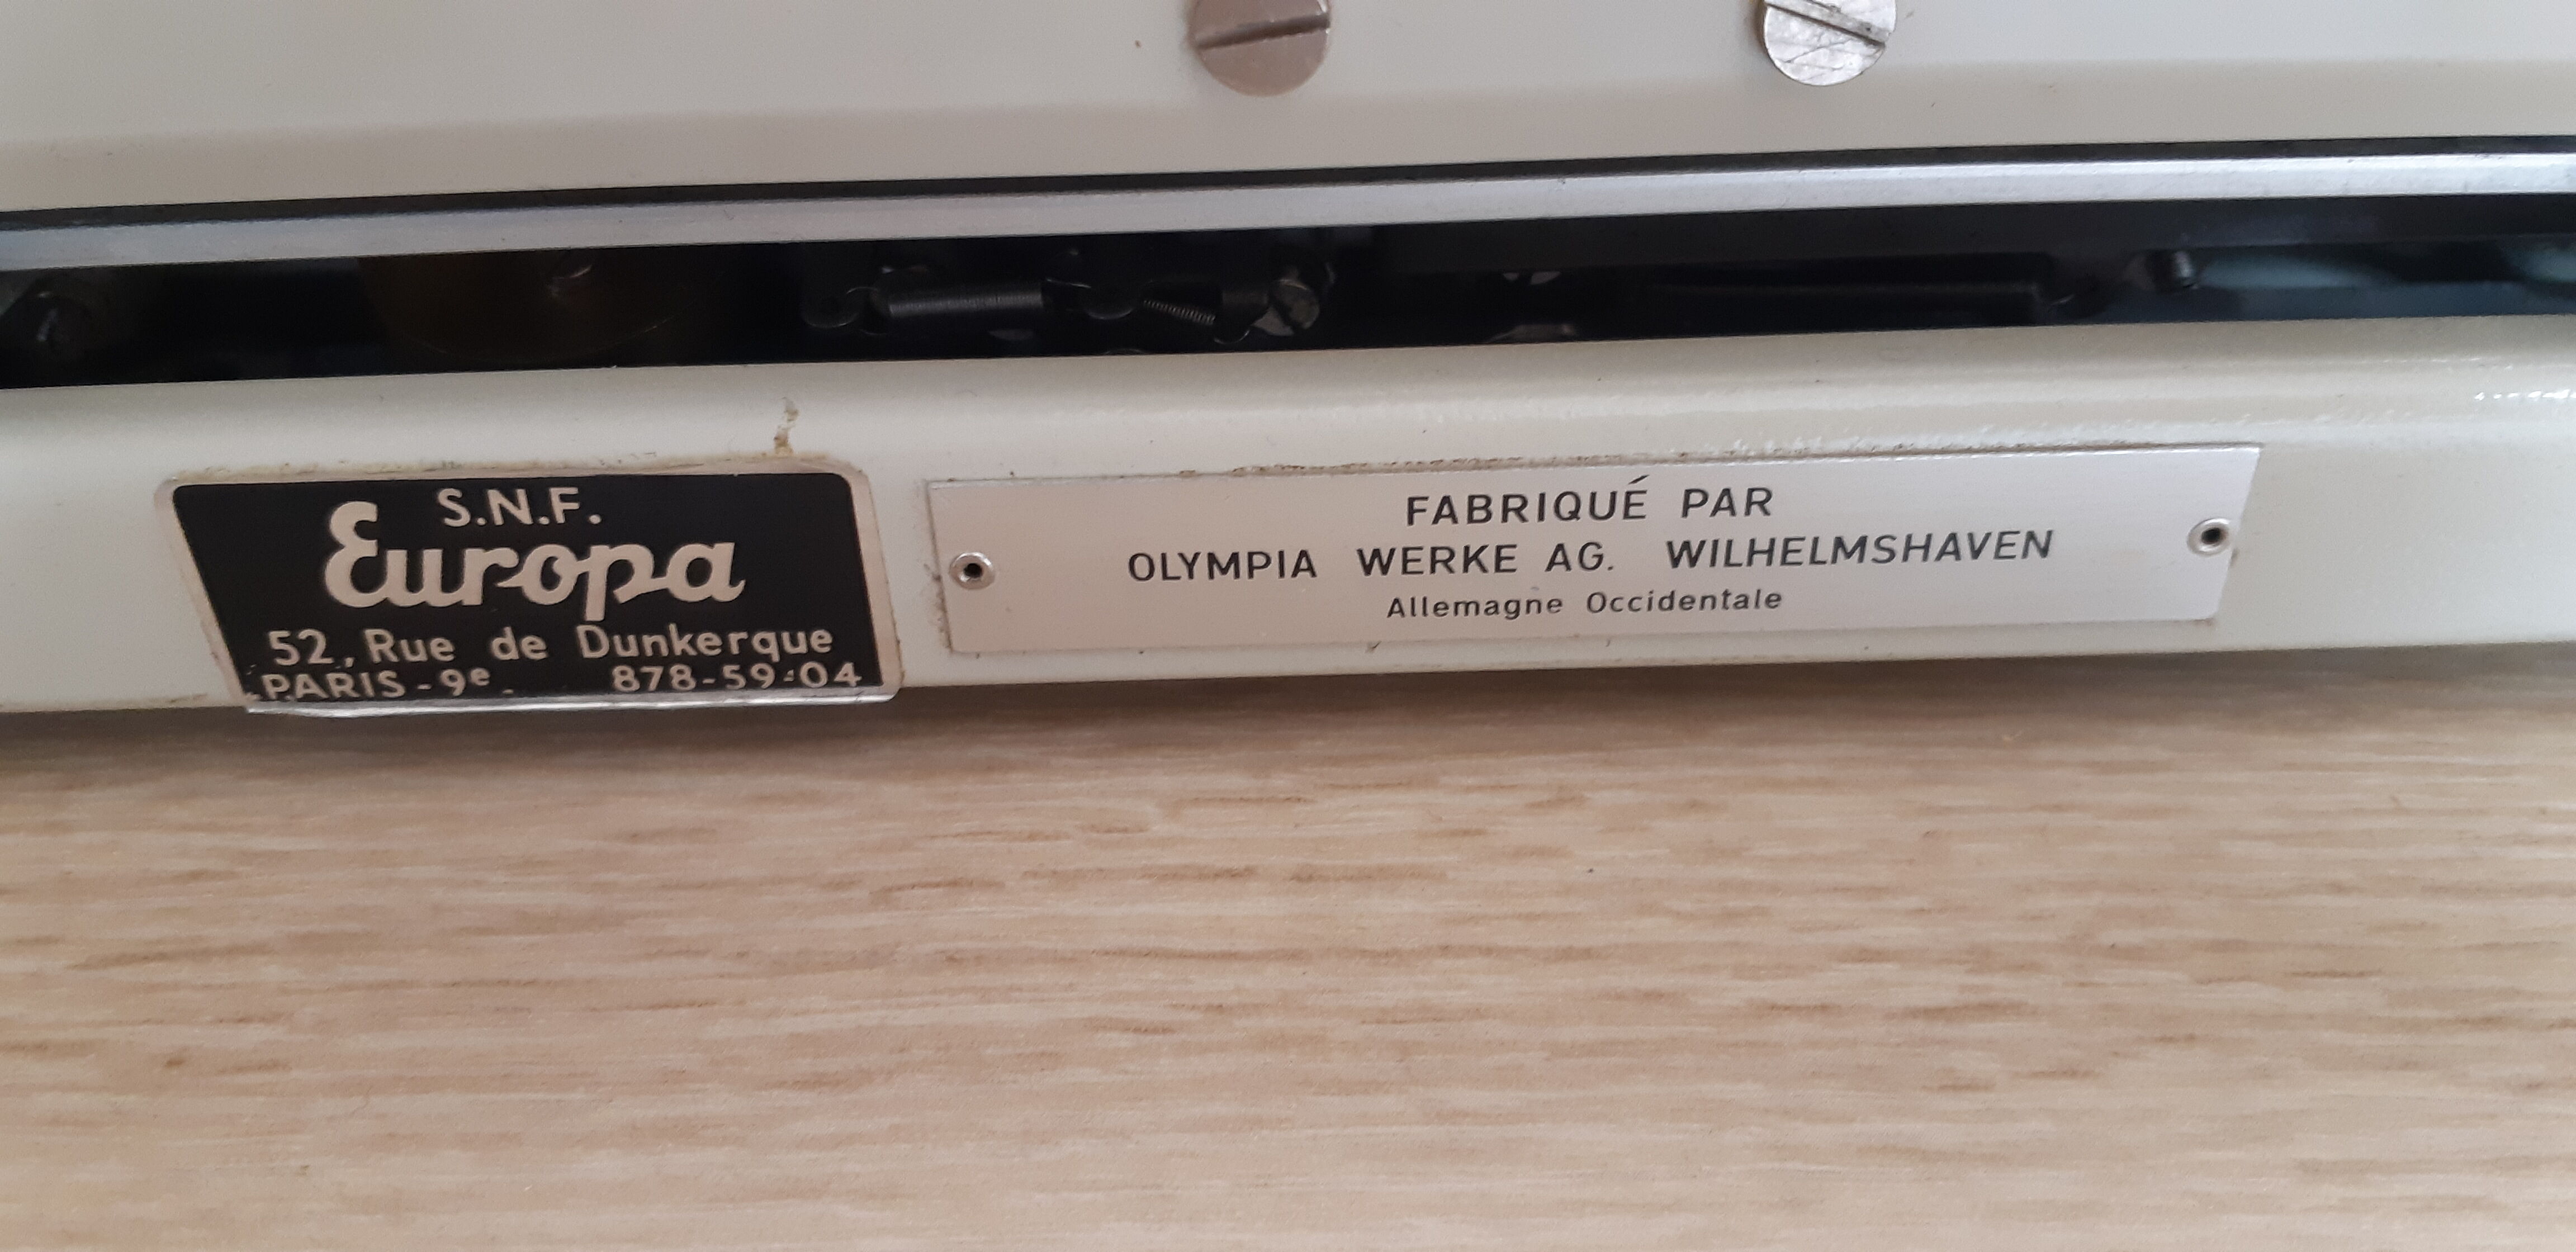 S.N.F.
Europa
52, Rue de Dunkerque
PARIS - 9e. 878-59-04
FABRIQUÉ PAR
OLYMPIA WERKE AG. WILHELMSHAVEN
Allemagne Occidentale